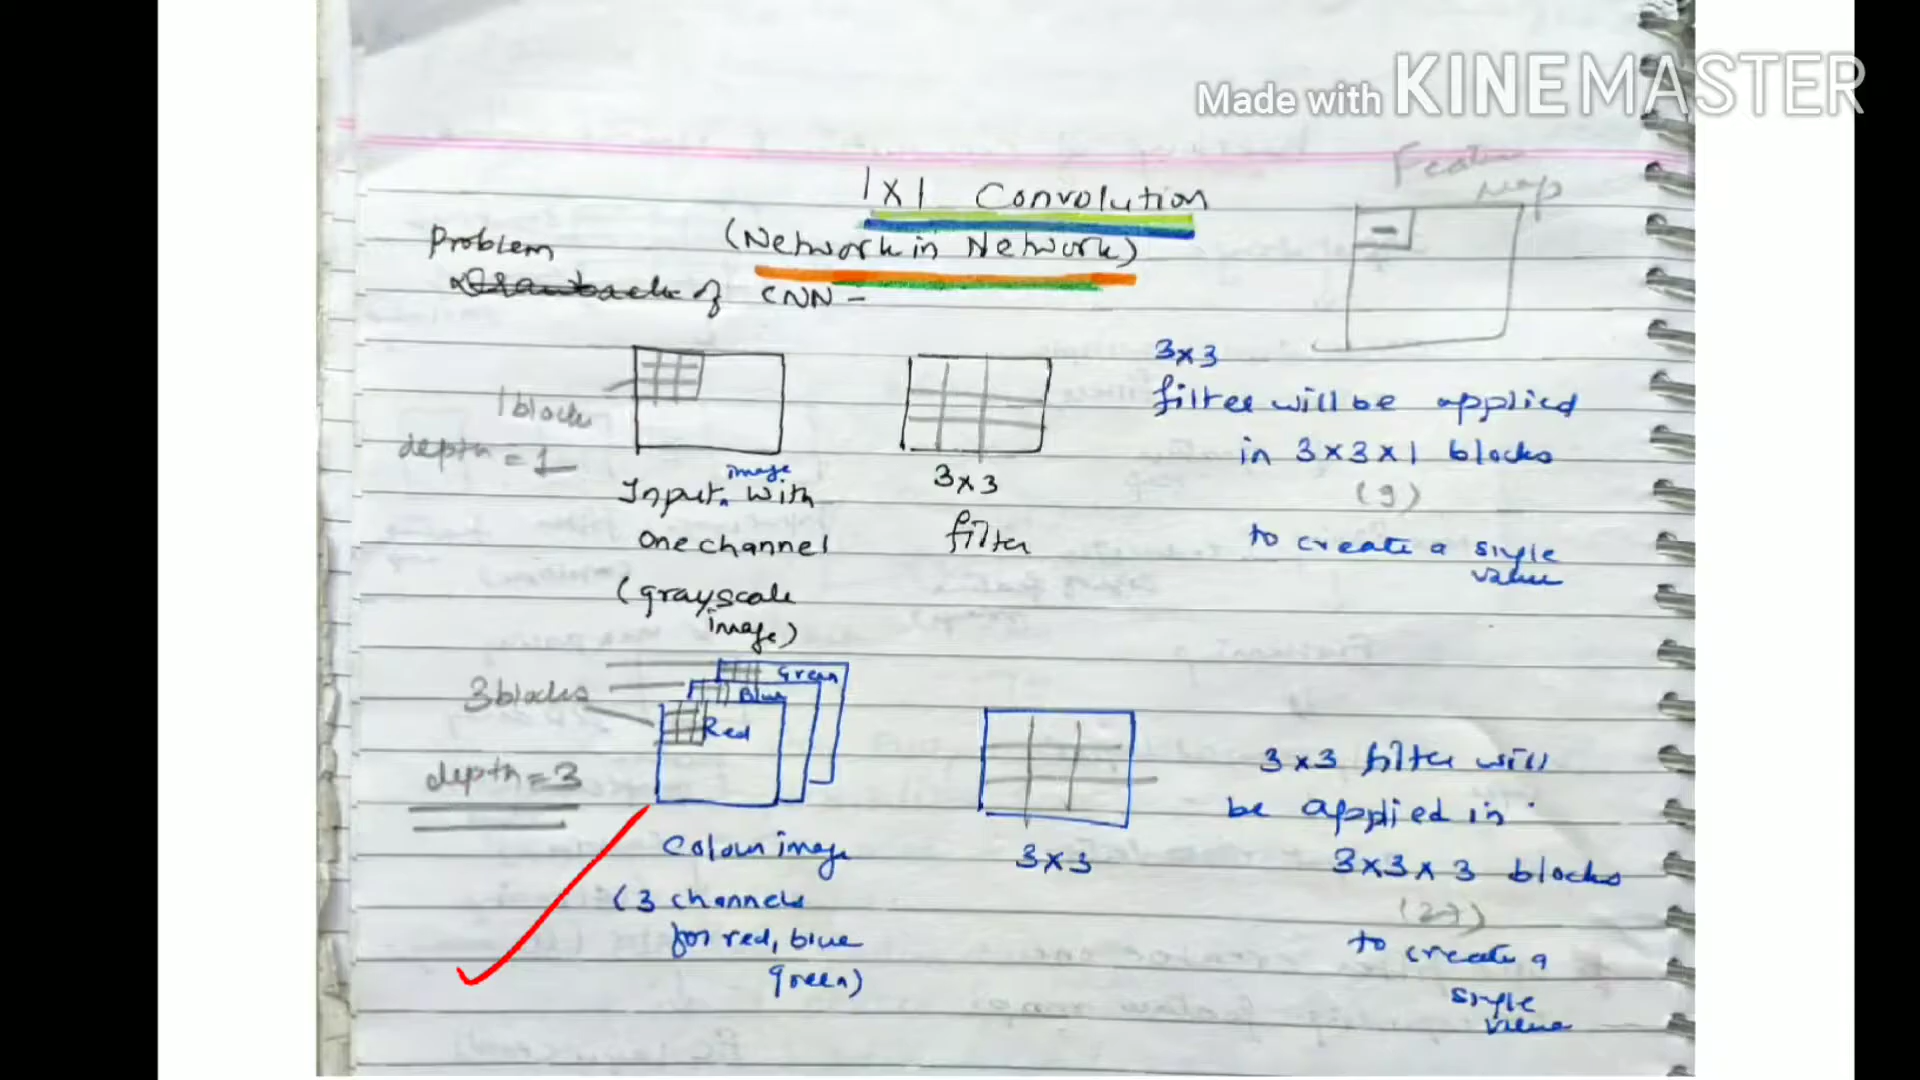 Made with KINEMASTER
1x1 Convolution
(Network in Network)
Feature
map
Problem
of CNN -
1 block
depth = 1
Input image with
one channel
(grayscale
image)
3x3
filter
3x3
filter will be applied
in 3x3x1 blocks
(9)
to create a single
value
3 blocks
depth = 3
Green
Blue
Red
Colour image
(3 channels
for red, blue
green)
3x3
3x3 filter will
be applied in
3x3x3 blocks
(27)
to create a
single
value